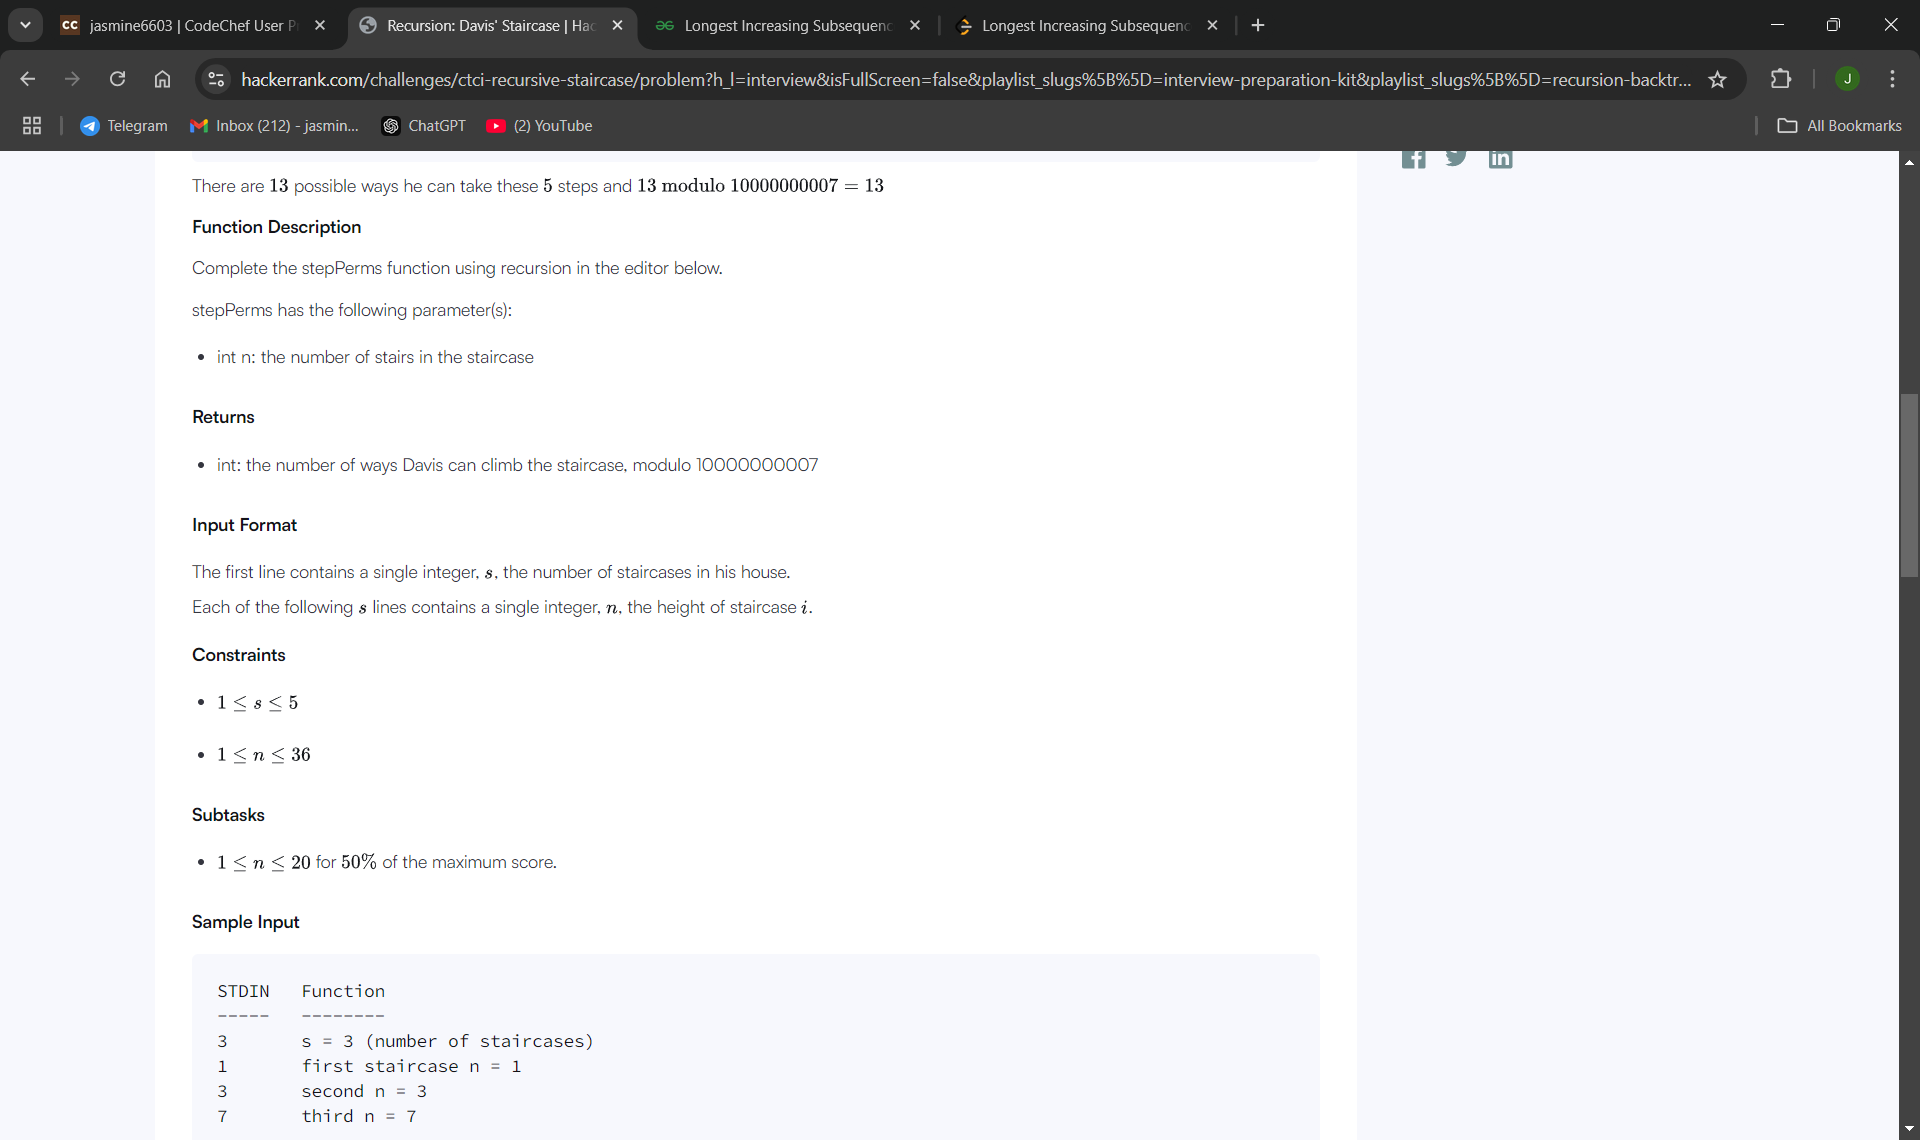 jasmine6603 | CodeChef User Pr
Recursion: Davis' Staircase | Hac
Longest Increasing Subsequenc
Longest Increasing Subsequenc
hackerrank.com/challenges/ctci-recursive-staircase/problem?h_l=interview&isFullScreen=false&playlist_slugs%5B%5D=interview-preparation-kit&playlist_slugs%5B%5D=recursion-backtr...
J
Telegram
Inbox (212) - jasmin...
ChatGPT
(2) YouTube
All Bookmarks
There are 13 possible ways he can take these 5 steps and 13 modulo 10000000007 = 13
Function Description
Complete the stepPerms function using recursion in the editor below.
stepPerms has the following parameter(s):
• int n: the number of stairs in the staircase
Returns
• int: the number of ways Davis can climb the staircase, modulo 10000000007
Input Format
The first line contains a single integer, s, the number of staircases in his house.
Each of the following s lines contains a single integer, n, the height of staircase i.
Constraints
• 1 ≤ s ≤ 5
• 1 ≤ n ≤ 36
Subtasks
• 1 ≤ n ≤ 20 for 50% of the maximum score.
Sample Input
STDIN   Function
-----   --------
3       s = 3 (number of staircases)
1       first staircase n = 1
3       second n = 3
7       third n = 7